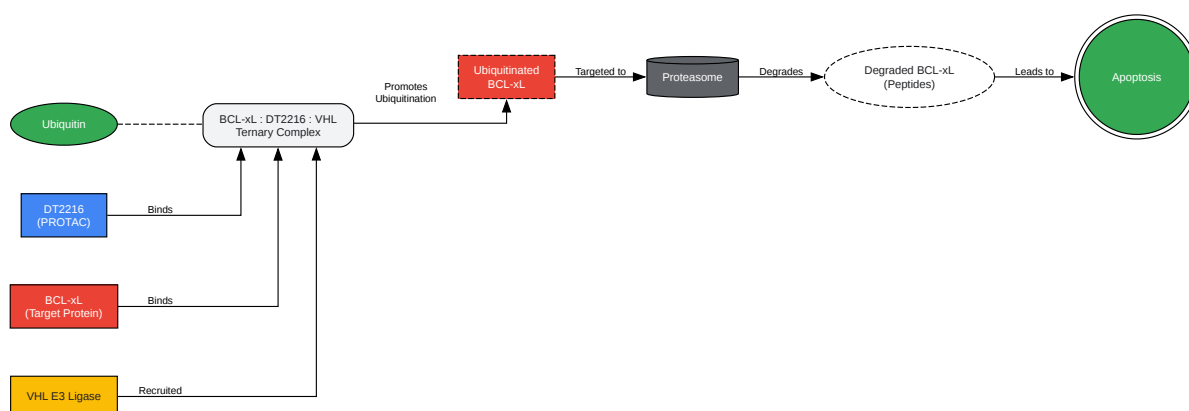 Ubiquitin
BCL-xL : DT2216 : VHL
Ternary Complex
Promotes
Ubiquitination
Ubiquitinated
BCL-xL
Targeted to
Proteasome
Degrades
Degraded BCL-xL
(Peptides)
Leads to
Apoptosis
DT2216
(PROTAC)
Binds
BCL-xL
(Target Protein)
Binds
VHL E3 Ligase
Recruited